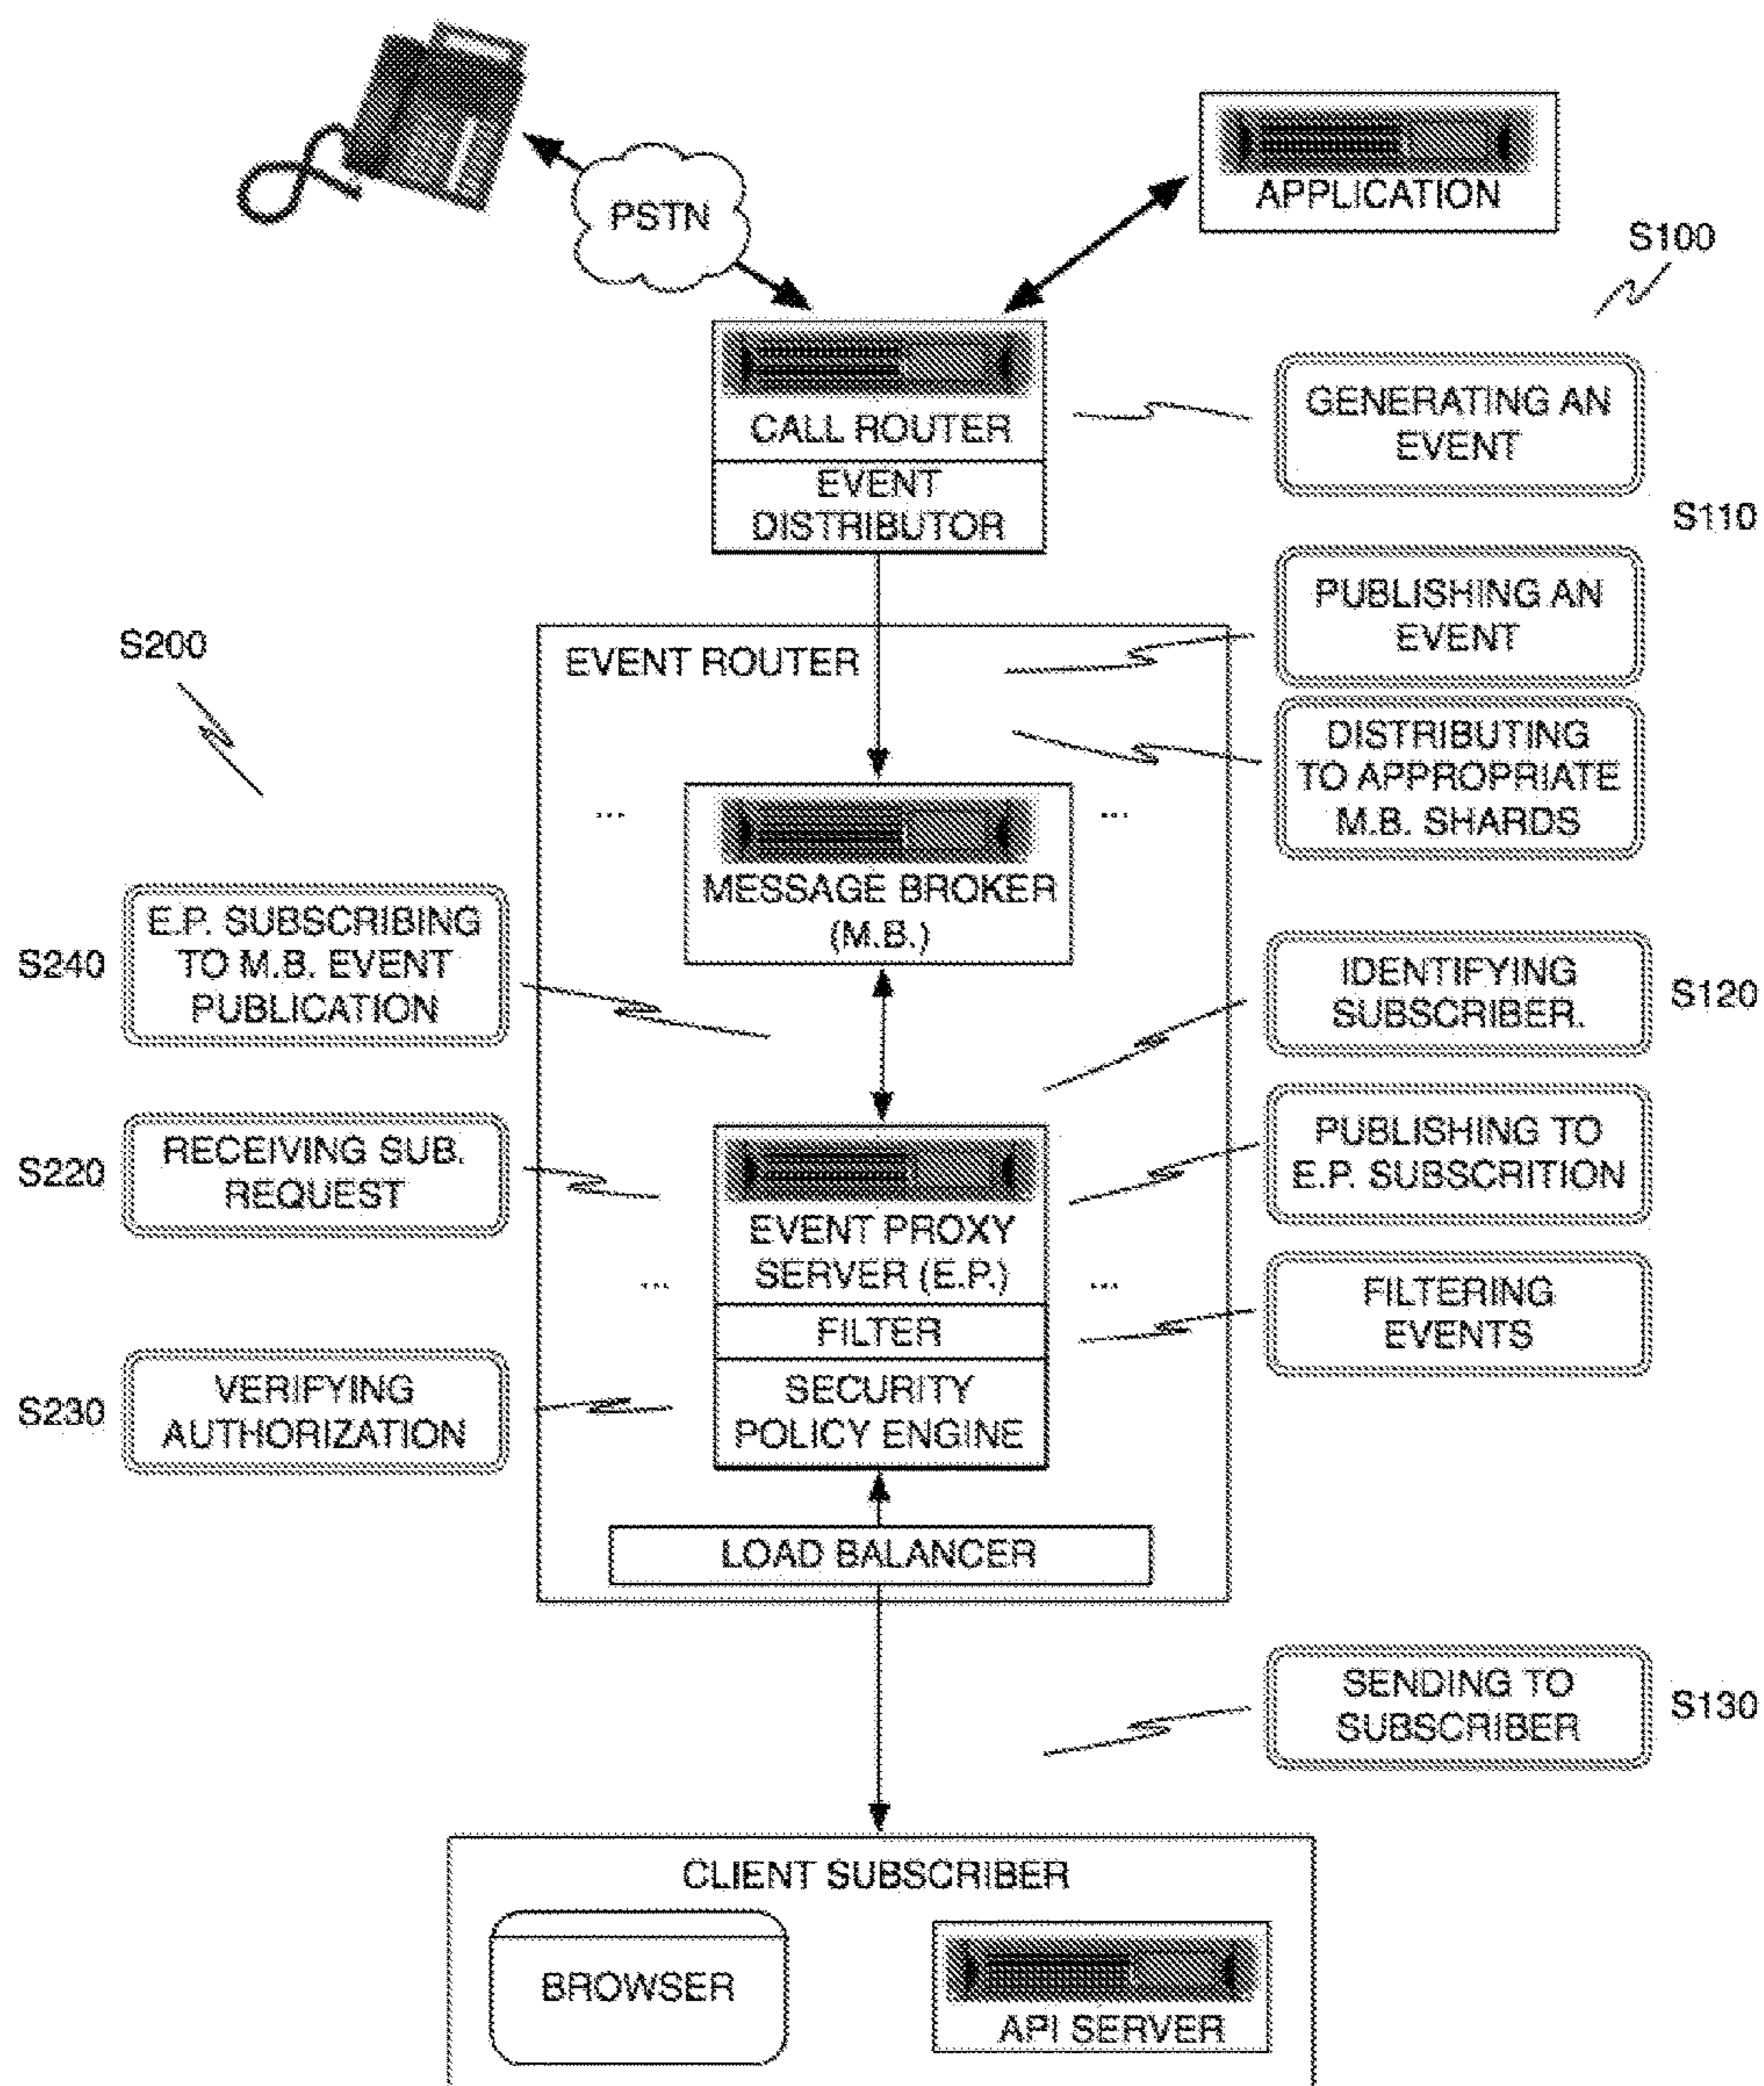 PSTN
APPLICATION
S100
CALL ROUTER
EVENT
DISTRIBUTOR
GENERATING AN
EVENT
S110
PUBLISHING AN
EVENT
DISTRIBUTING
TO APPROPRIATE
M.B. SHARDS
S200
EVENT ROUTER
MESSAGE BROKER
(M.B.)
S240
E.P. SUBSCRIBING
TO M.B. EVENT
PUBLICATION
IDENTIFYING
SUBSCRIBER.
S120
S220
RECEIVING SUB.
REQUEST
EVENT PROXY
SERVER (E.P.)
FILTER
SECURITY
POLICY ENGINE
PUBLISHING TO
E.P. SUBSCRITION
FILTERING
EVENTS
S230
VERIFYING
AUTHORIZATION
LOAD BALANCER
SENDING TO
SUBSCRIBER
S130
CLIENT SUBSCRIBER
BROWSER
API SERVER